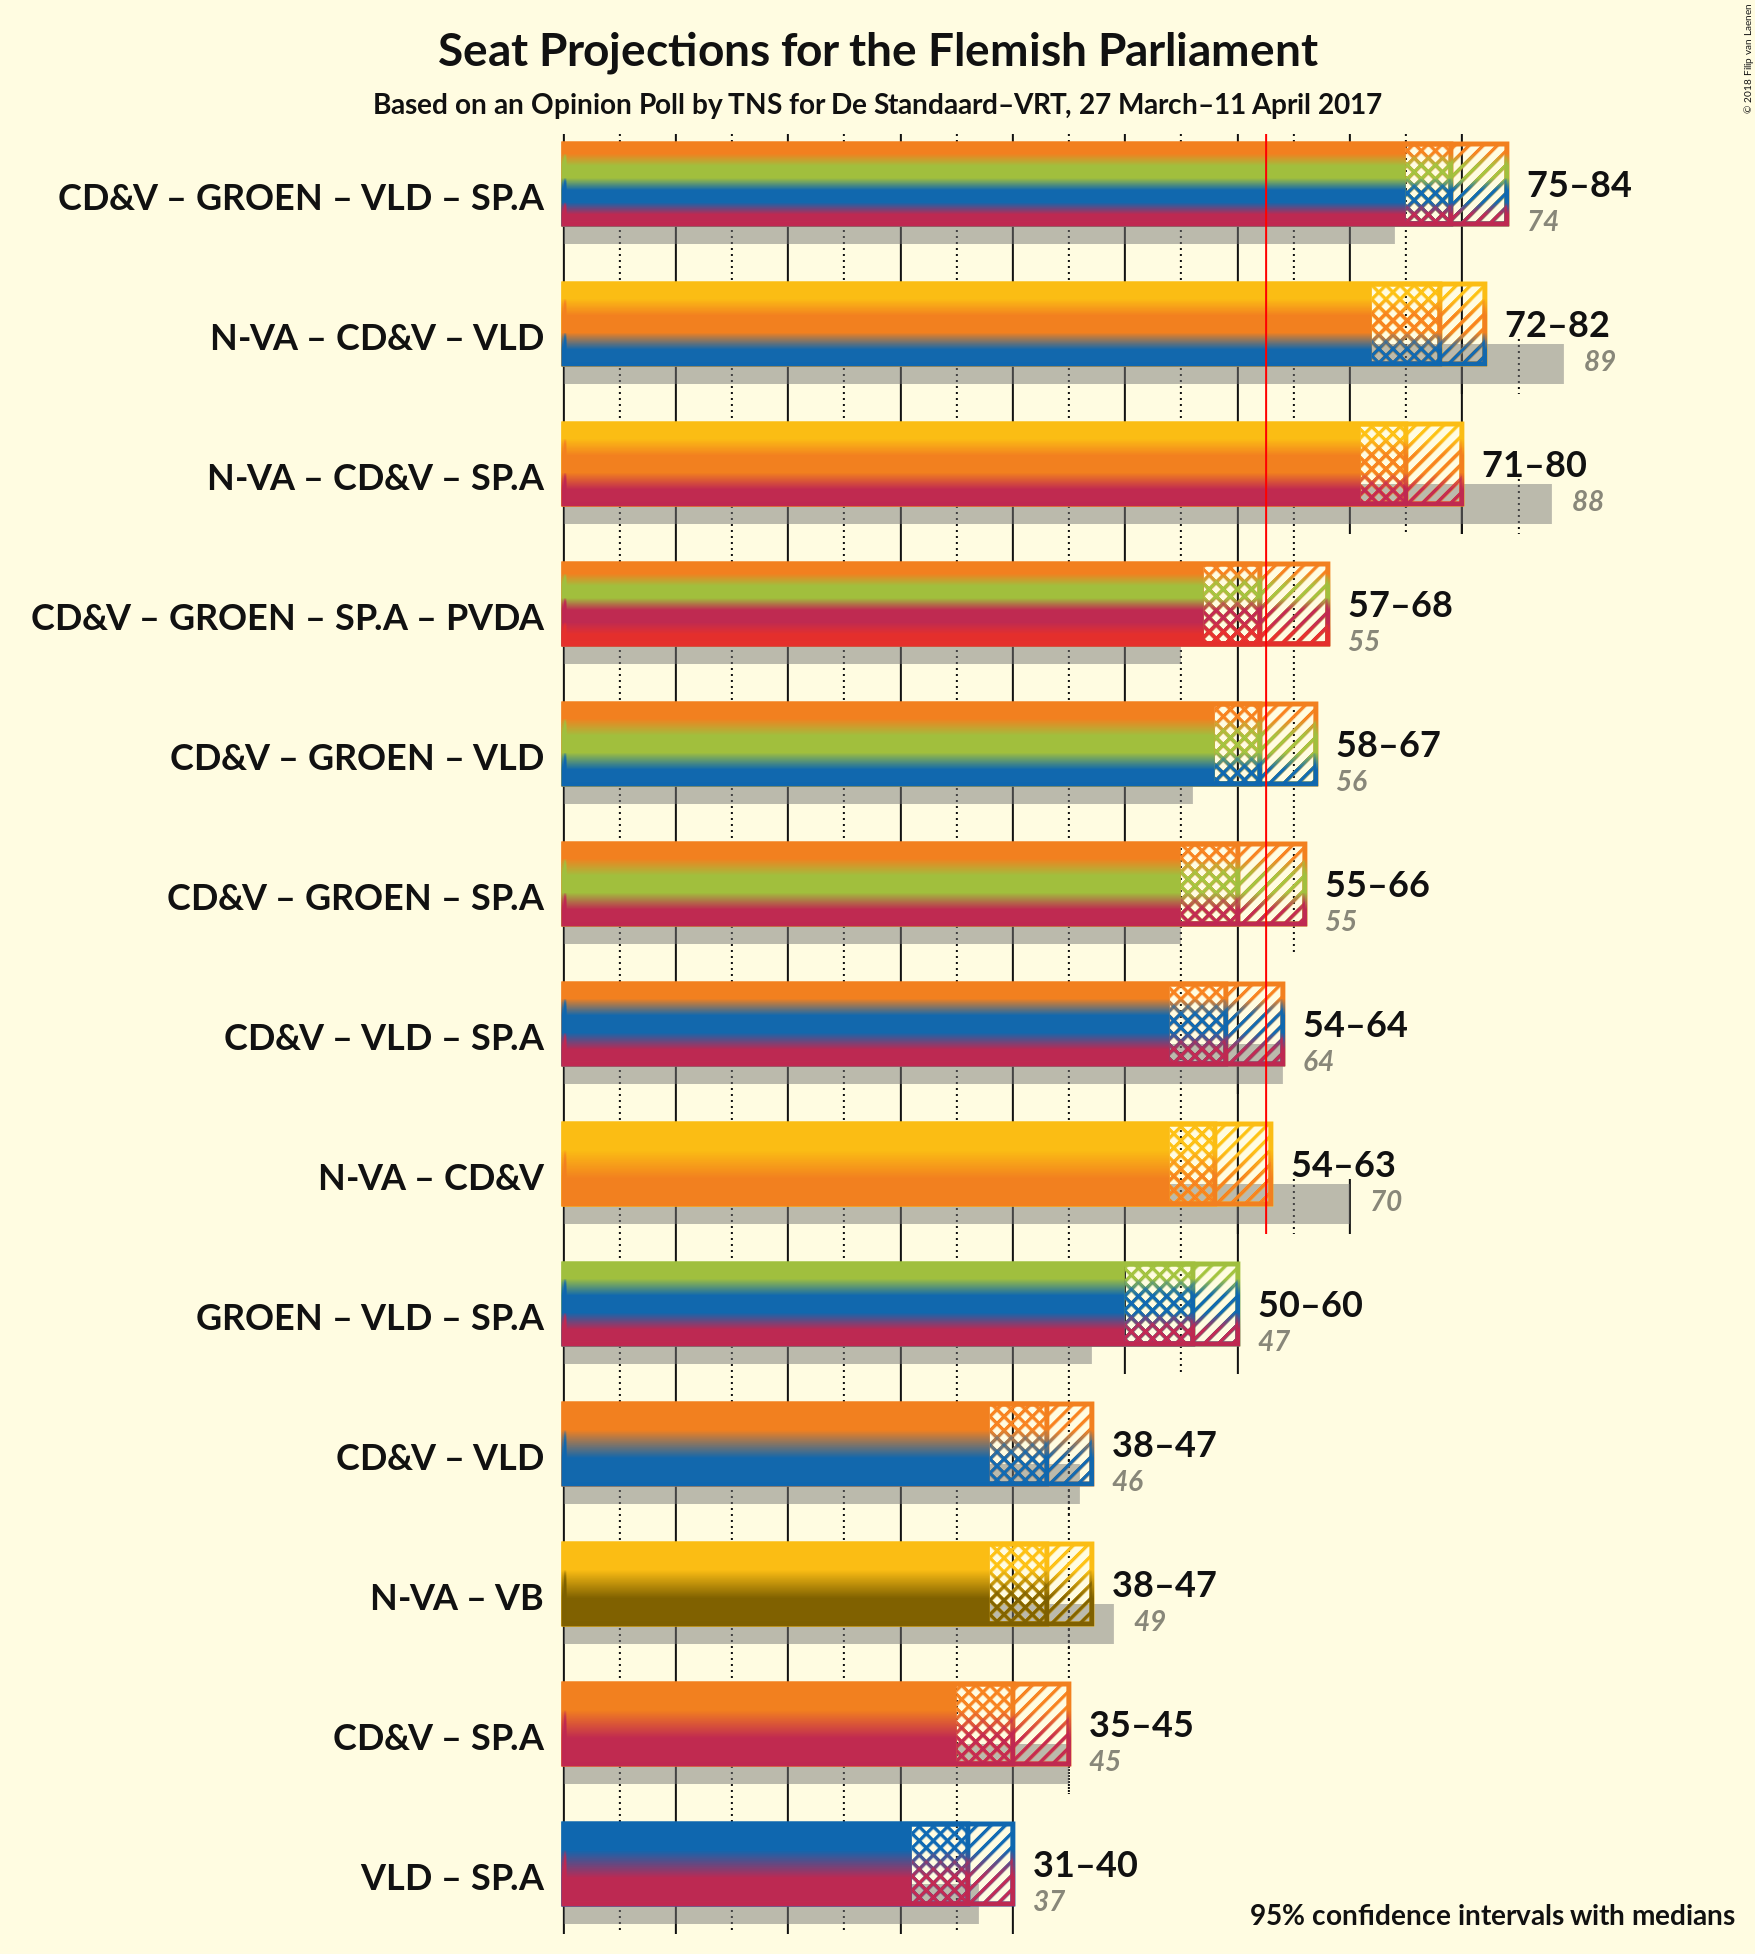 Seat Projections for the Flemish Parliament
Based on an Opinion Poll by TNS for De Standaard–VRT, 27 March–11 April 2017
© 2018 Filip van Laenen
CD&V – GROEN – VLD – SP.A
75–84
74
N-VA – CD&V – VLD
72–82
89
N-VA – CD&V – SP.A
71–80
88
CD&V – GROEN – SP.A – PVDA
57–68
55
CD&V – GROEN – VLD
58–67
56
CD&V – GROEN – SP.A
55–66
55
CD&V – VLD – SP.A
54–64
64
N-VA – CD&V
54–63
70
GROEN – VLD – SP.A
50–60
47
CD&V – VLD
38–47
46
N-VA – VB
38–47
49
CD&V – SP.A
35–45
45
VLD – SP.A
31–40
37
95% confidence intervals with medians